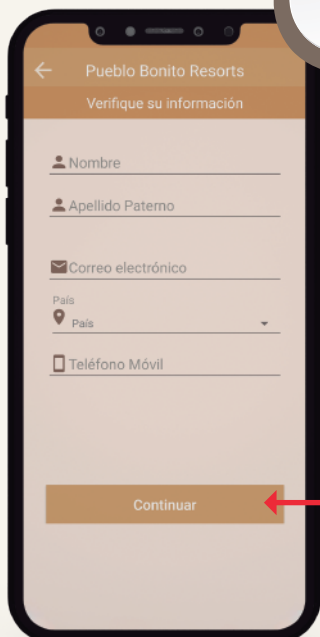 Pueblo Bonito Resorts
Verifique su información
Nombre
Apellido Paterno
Correo electrónico
País
País
Teléfono Móvil
Continuar